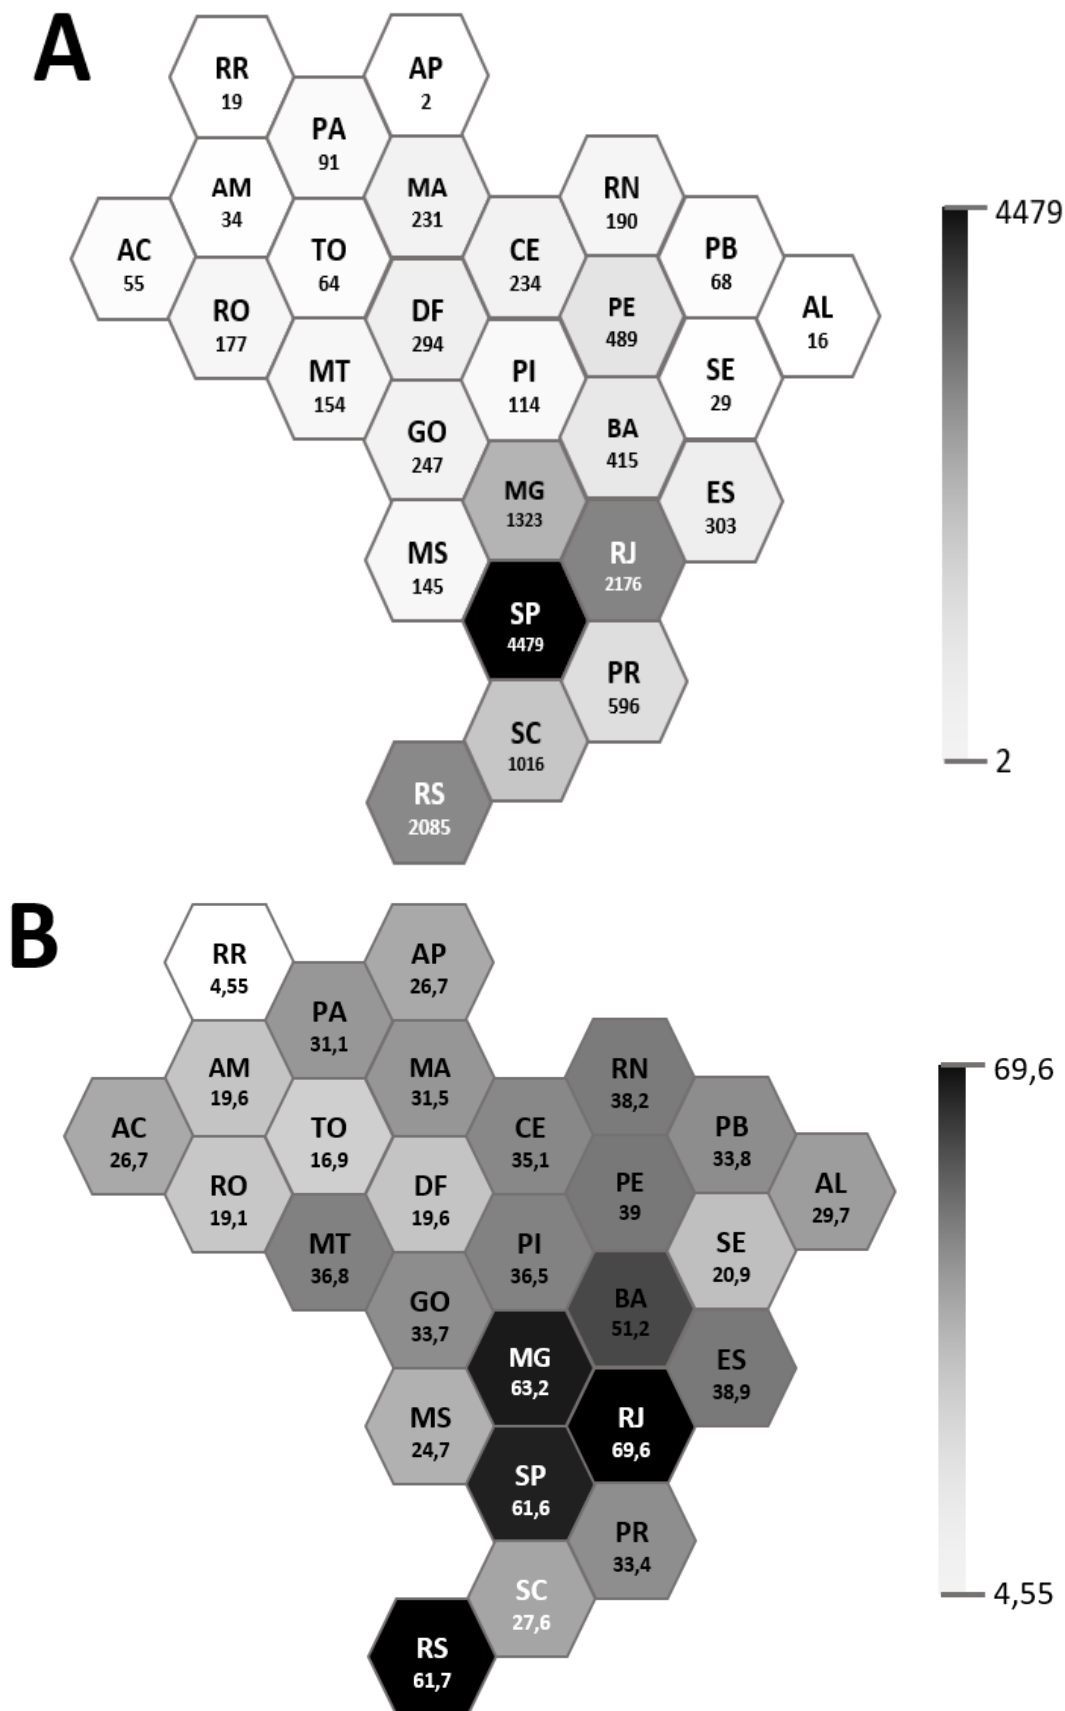 A
RR
19
AP
2
PA
91
AM
34
MA
231
RN
190
AC
55
TO
64
CE
234
PB
68
RO
177
DF
294
PE
489
AL
16
MT
154
PI
114
SE
29
GO
247
BA
415
MG
1323
ES
303
MS
145
RJ
2176
SP
4479
PR
596
SC
1016
RS
2085
4479
2
B
RR
4,55
AP
26,7
PA
31,1
AM
19,6
MA
31,5
RN
38,2
AC
26,7
TO
16,9
CE
35,1
PB
33,8
RO
19,1
DF
19,6
PE
39
AL
29,7
MT
36,8
PI
36,5
SE
20,9
GO
33,7
BA
51,2
MG
63,2
ES
38,9
MS
24,7
RJ
69,6
SP
61,6
PR
33,4
SC
27,6
RS
61,7
69,6
4,55